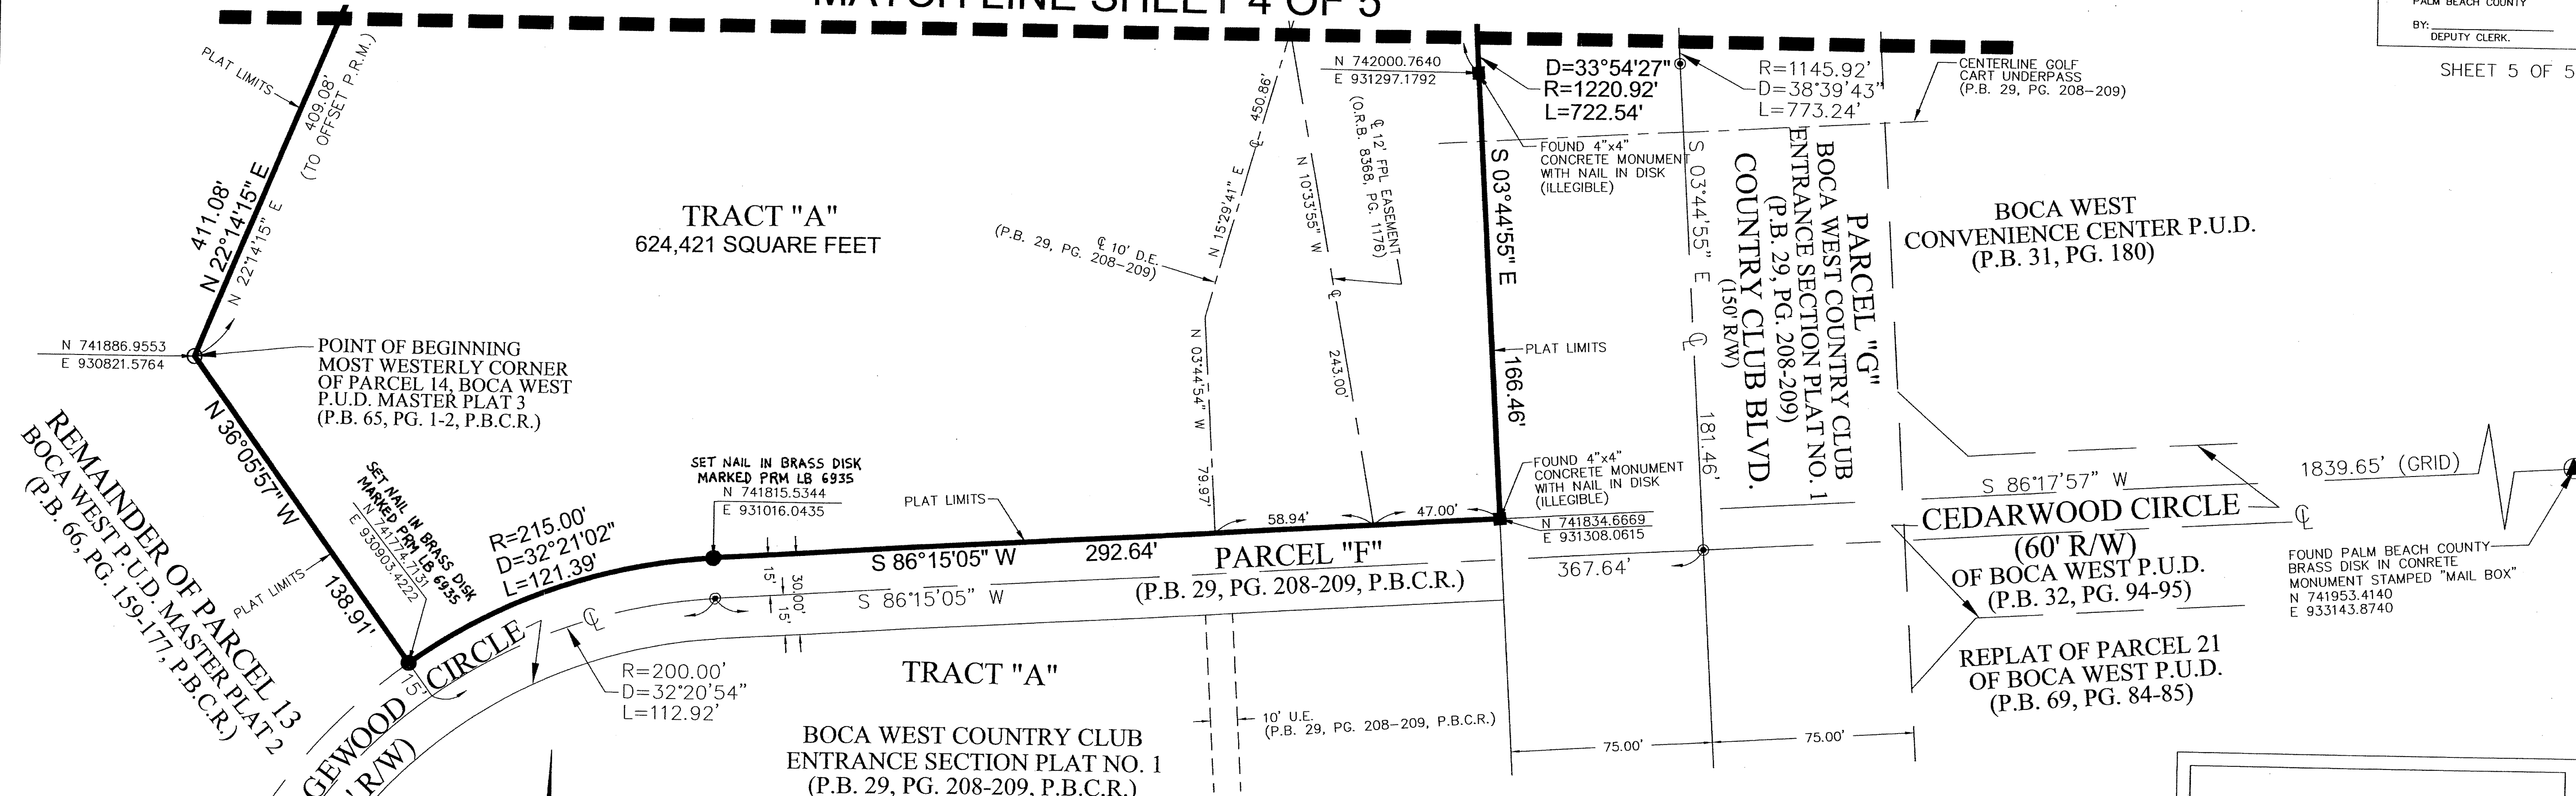 MATCH LINE SHEET 4 OF 5
PALM BEACH COUNTY
BY:
DEPUTY CLERK.
SHEET 5 OF 5
PLAT LIMITS
409.08'
(TO OFFSET P.R.M.)
411.08'
N 22°14'15" E
N 22°14'15" E
N 741886.9553
E 930821.5764
POINT OF BEGINNING
MOST WESTERLY CORNER
OF PARCEL 14, BOCA WEST
P.U.D. MASTER PLAT 3
(P.B. 65, PG. 1-2, P.B.C.R.)
TRACT "A"
624,421 SQUARE FEET
℄ 450.86'
N 15°29'41" E
℄ 10' D.E.
(P.B. 29, PG. 208-209)
N 03°44'54" W
79.97'
N 10°33'55" W
℄
243.00'
℄ 12' FPL EASEMENT
(O.R.B. 8368, PG. 1176)
N 742000.7640
E 931297.1792
D=33°54'27"
R=1220.92'
L=722.54'
R=1145.92'
D=38°39'43"
L=773.24'
CENTERLINE GOLF
CART UNDERPASS
(P.B. 29, PG. 208-209)
FOUND 4"x4"
CONCRETE MONUMENT
WITH NAIL IN DISK
(ILLEGIBLE)
S 03°44'55" E
PLAT LIMITS
166.46'
S 03°44'55" E
℄
181.46'
PARCEL "G"
BOCA WEST COUNTRY CLUB
ENTRANCE SECTION PLAT NO. 1
(P.B. 29, PG. 208-209)
COUNTRY CLUB BLVD.
(150' R/W)
BOCA WEST
CONVENIENCE CENTER P.U.D.
(P.B. 31, PG. 180)
N 36°05'57" W
138.91'
PLAT LIMITS
REMAINDER OF PARCEL 13
BOCA WEST P.U.D. MASTER PLAT 2
(P.B. 66, PG. 159-177, P.B.C.R.)
SET NAIL IN BRASS DISK
MARKED PRM LB 6935
N 741774.7131
E 930903.4222
R=215.00'
D=32°21'02"
L=121.39'
SET NAIL IN BRASS DISK
MARKED PRM LB 6935
N 741815.5344
E 931016.0435
PLAT LIMITS
58.94'
47.00'
S 86°15'05" W
292.64'
PARCEL "F"
(P.B. 29, PG. 208-209, P.B.C.R.)
S 86°15'05" W
15'
30.00'
15'
FOUND 4"x4"
CONCRETE MONUMENT
WITH NAIL IN DISK
(ILLEGIBLE)
N 741834.6669
E 931308.0615
367.64'
S 86°17'57" W
1839.65' (GRID)
CEDARWOOD CIRCLE
℄
(60' R/W)
OF BOCA WEST P.U.D.
(P.B. 32, PG. 94-95)
FOUND PALM BEACH COUNTY
BRASS DISK IN CONRETE
MONUMENT STAMPED "MAIL BOX"
N 741953.4140
E 933143.8740
REPLAT OF PARCEL 21
OF BOCA WEST P.U.D.
(P.B. 69, PG. 84-85)
15'
GEWOOD CIRCLE
℄
' R/W)
R=200.00'
D=32°20'54"
L=112.92'
TRACT "A"
BOCA WEST COUNTRY CLUB
ENTRANCE SECTION PLAT NO. 1
(P.B. 29, PG. 208-209, P.B.C.R.)
10' U.E.
(P.B. 29, PG. 208-209, P.B.C.R.)
75.00'
75.00'